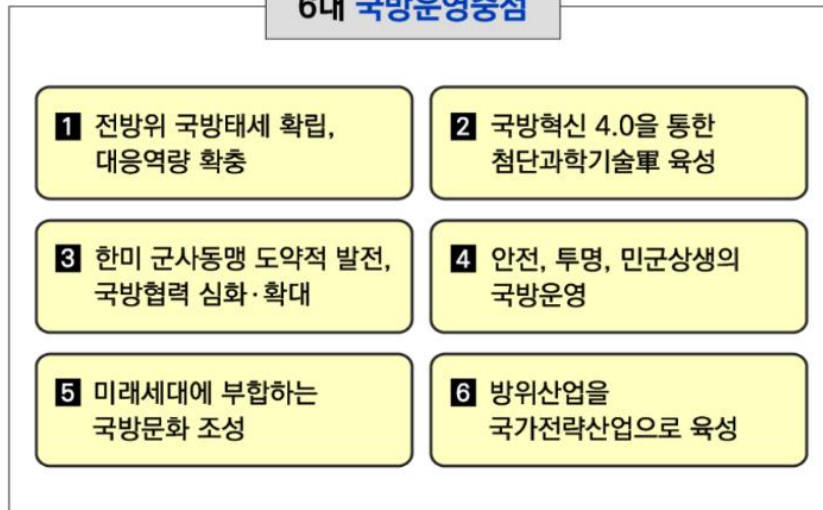 6대 국방운영중점
1 전방위 국방태세 확립,
대응역량 확충
2 국방혁신 4.0을 통한
첨단과학기술軍 육성
3 한미 군사동맹 도약적 발전,
국방협력 심화·확대
4 안전, 투명, 민군상생의
국방운영
5 미래세대에 부합하는
국방문화 조성
6 방위산업을
국가전략산업으로 육성